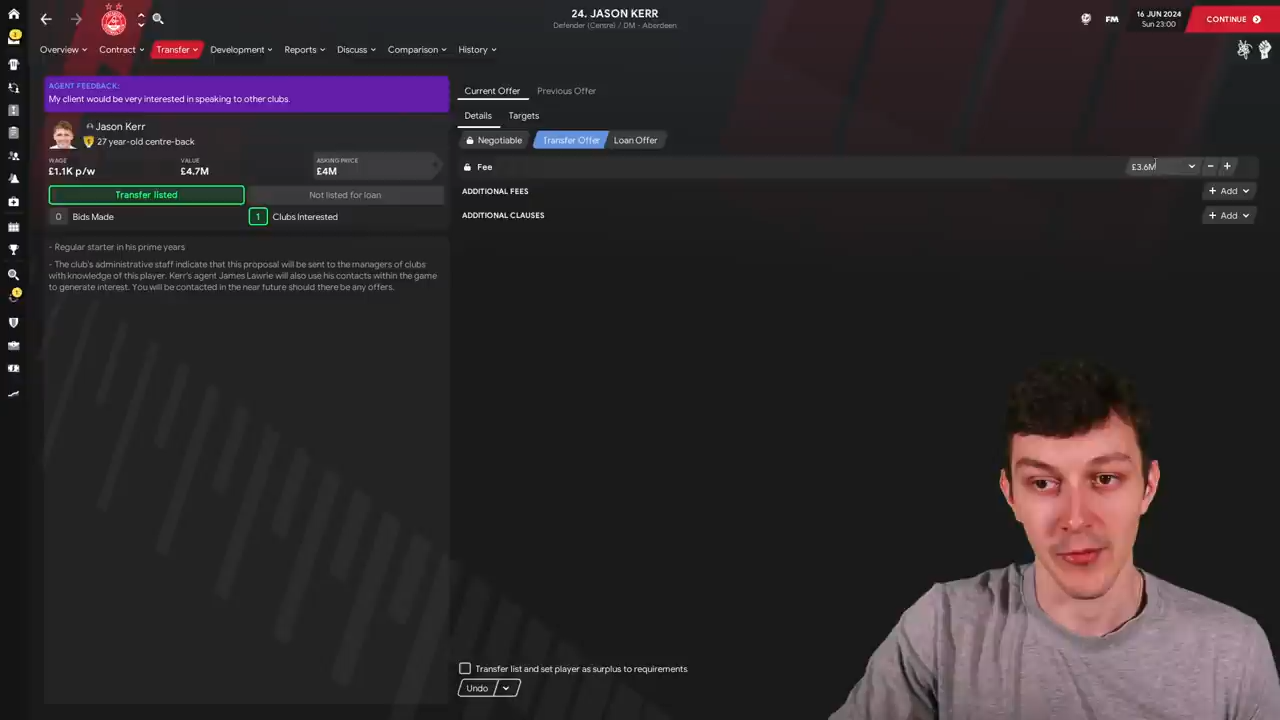 24. JASON KERR
Defender (Centre) / DM - Aberdeen
FM
16 JUN 2024
Sun 23:00
CONTINUE
Overview
Contract
Transfer
Development
Reports
Discuss
Comparison
History
AGENT FEEDBACK:
My client would be very interested in speaking to other clubs.
Jason Kerr
27 year-old centre-back
WAGE
£1.1K p/w
VALUE
£4.7M
ASKING PRICE
£4M
Transfer listed
Not listed for loan
0 Bids Made
1 Clubs Interested
- Regular starter in his prime years
- The club's administrative staff indicate that this proposal will be sent to the managers of clubs
with knowledge of this player. Kerr's agent James Lawrie will also use his contacts within the game
to generate interest. You will be contacted in the near future should there be any offers.
Current Offer
Previous Offer
Details
Targets
Negotiable
Transfer Offer
Loan Offer
Fee
£3.6M
ADDITIONAL FEES
+ Add
ADDITIONAL CLAUSES
+ Add
Transfer list and set player as surplus to requirements
Undo